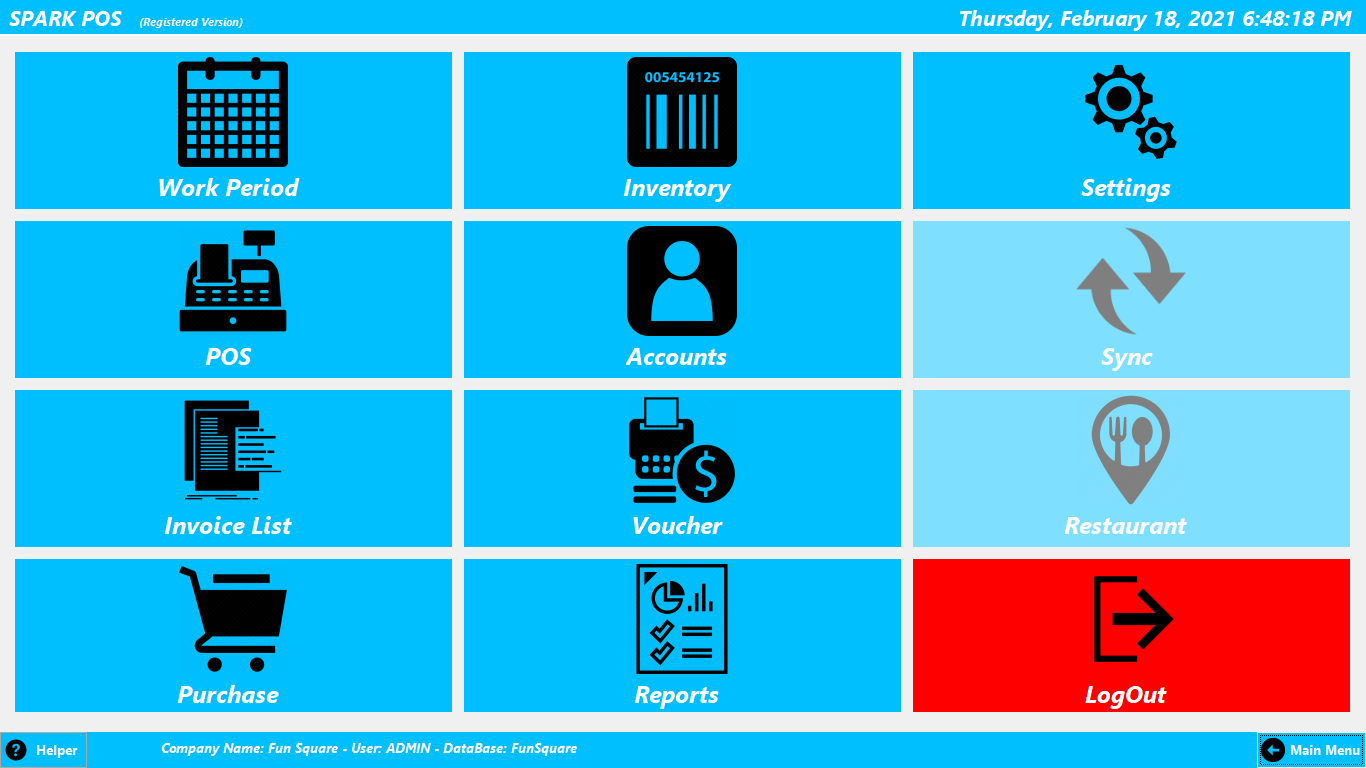 SPARK POS (Registered Version) Thursday, February 18, 2021 6:48:18 PM
005454125
Work Period Inventory Settings
POS Accounts Sync
$
Invoice List Voucher Restaurant
Purchase Reports LogOut
? Helper Company Name: Fun Square - User: ADMIN - DataBase: FunSquare Main Menu